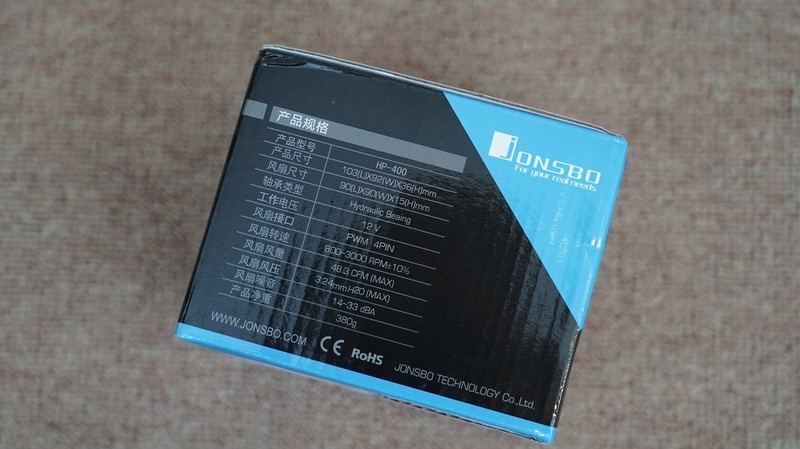 JONSBO
For your real needs
产品规格
产品型号 HP-400
产品尺寸 103(L)X92(W)X36(H)mm
风扇尺寸 90(L)X90(W)X15(H)mm
轴承类型 Hydraulic Beaing
工作电压 12 V
风扇接口 PWM 4PIN
风扇转速 800-3000 RPM±10%
风扇风量 48.3 CFM (MAX)
风扇风压 3.24mmH2O (MAX)
风扇噪音 14-33 dBA
产品净重 380g
WWW.JONSBO.COM CE RoHS JONSBO TECHNOLOGY Co.,Ltd.